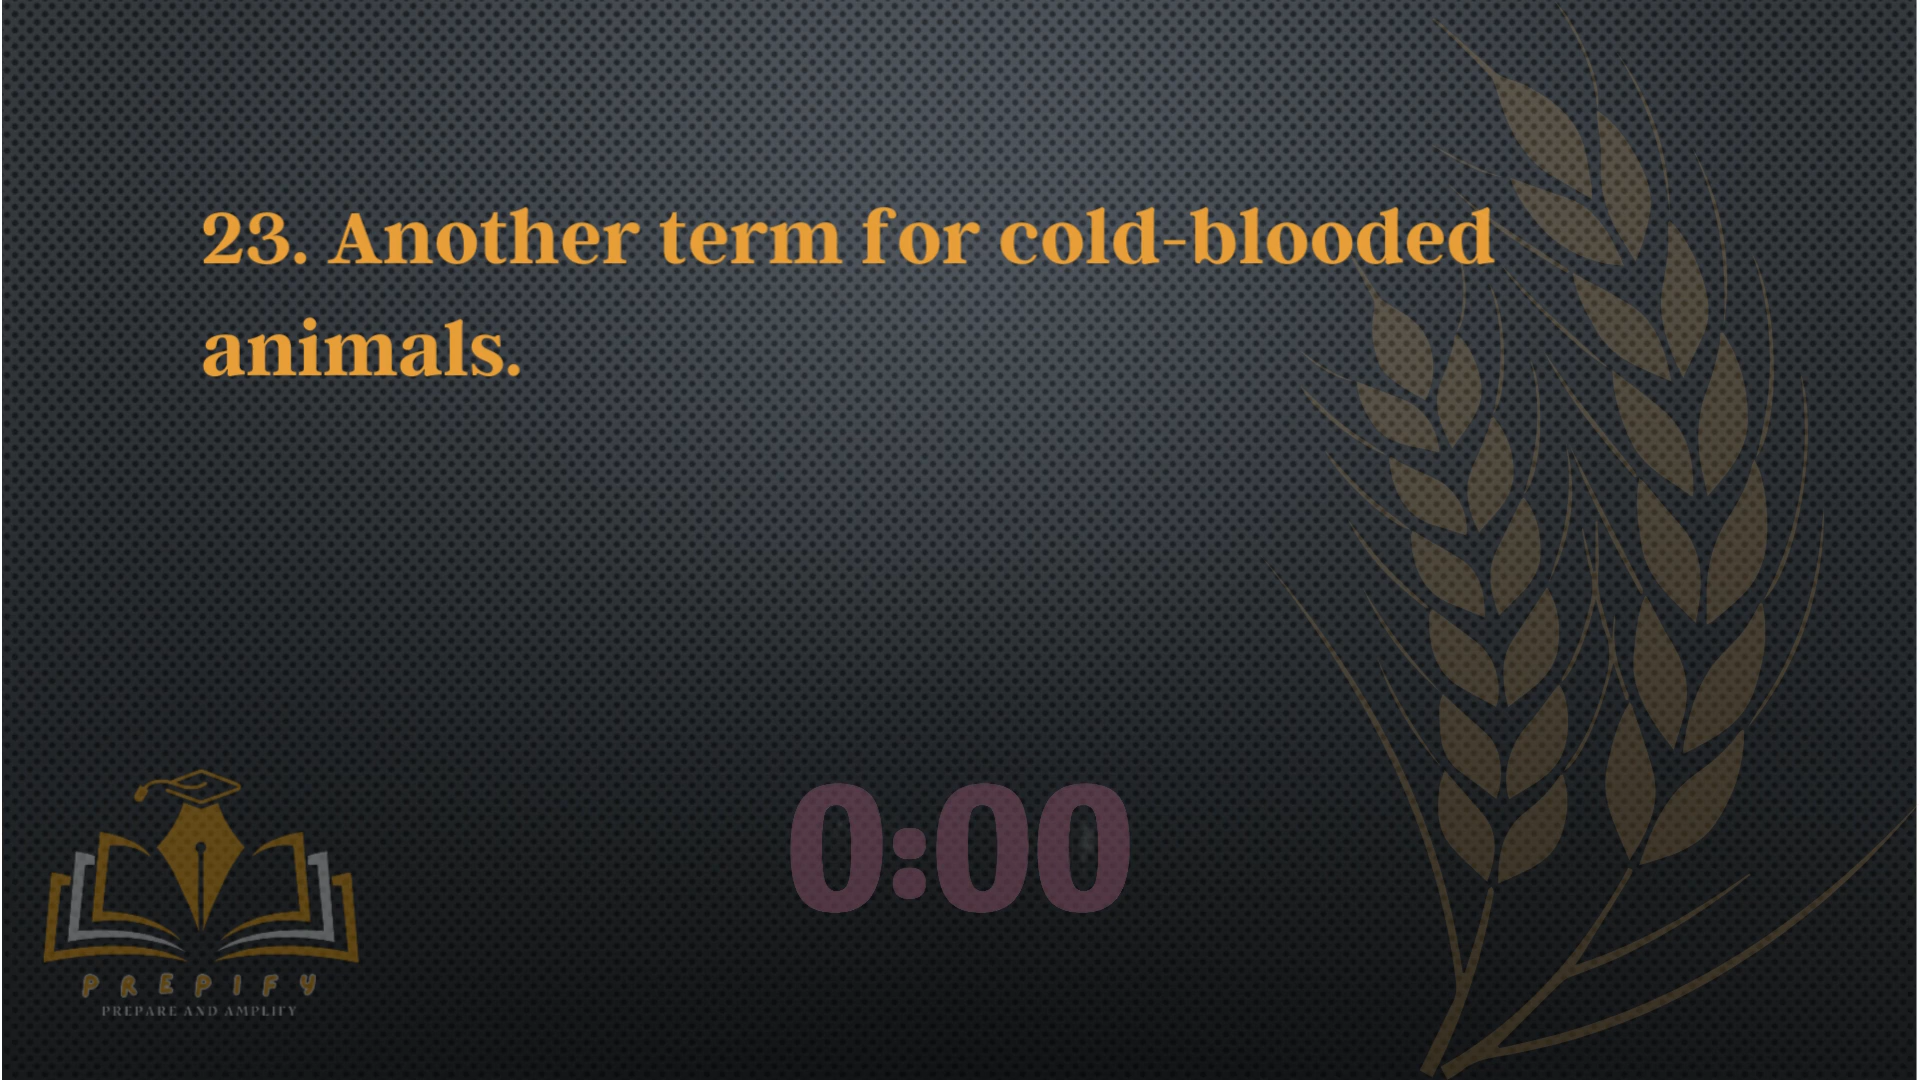 23. Another term for cold-blooded
animals.
0:00
PREPIFY
PREPARE AND AMPLIFY